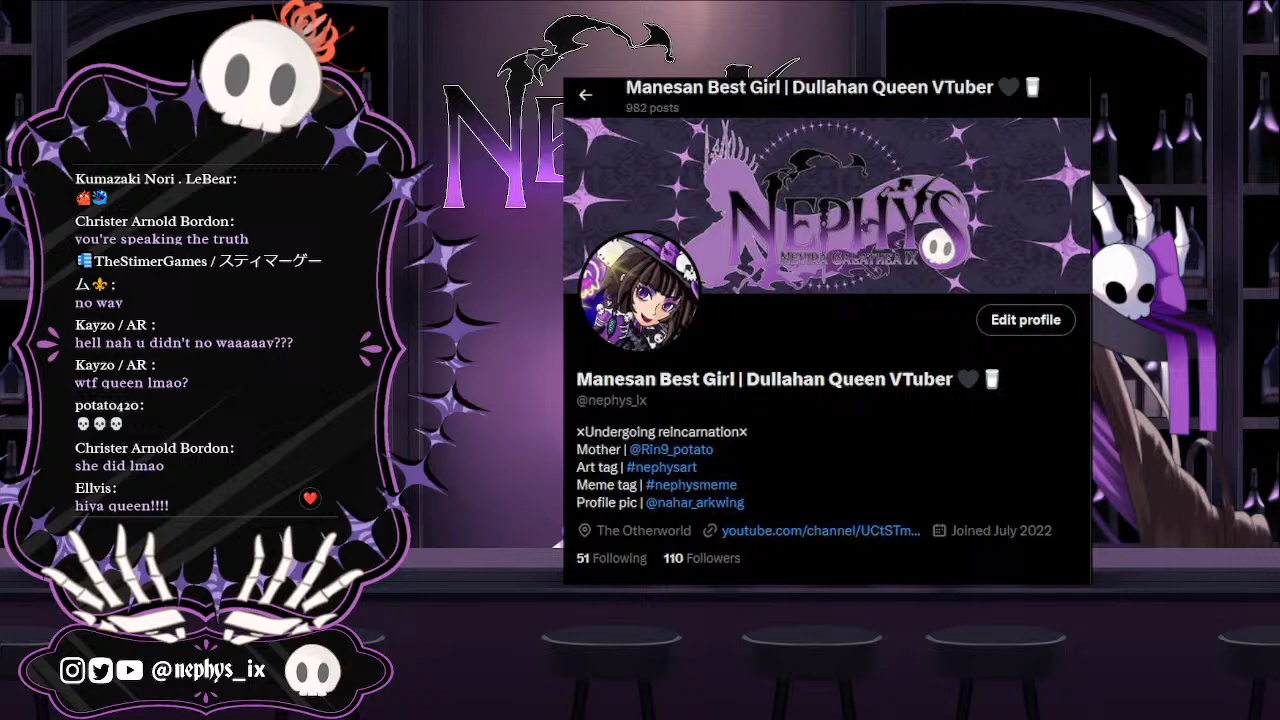 Kumazaki Nori . LeBear:
Christer Arnold Bordon:
you're speaking the truth
TheStimerGames / スティマーゲー
ム⚜:
no way
Kayzo / AR :
hell nah u didn't no waaaaay???
Kayzo / AR :
wtf queen lmao?
potato420:
💀💀💀
Christer Arnold Bordon:
she did lmao
Ellvis:
hiya queen!!!!
@nephys_ix
NE
Manesan Best Girl | Dullahan Queen VTuber 🖤🥛
982 posts
NEPHYS
NEVIRA GALATHEA IX
Edit profile
Manesan Best Girl | Dullahan Queen VTuber 🖤🥛
@nephys_ix
×Undergoing reincarnation×
Mother | @Rin9_potato
Art tag | #nephysart
Meme tag | #nephysmeme
Profile pic | @nahar_arkwing
The Otherworld youtube.com/channel/UCtSTm... Joined July 2022
51 Following 110 Followers